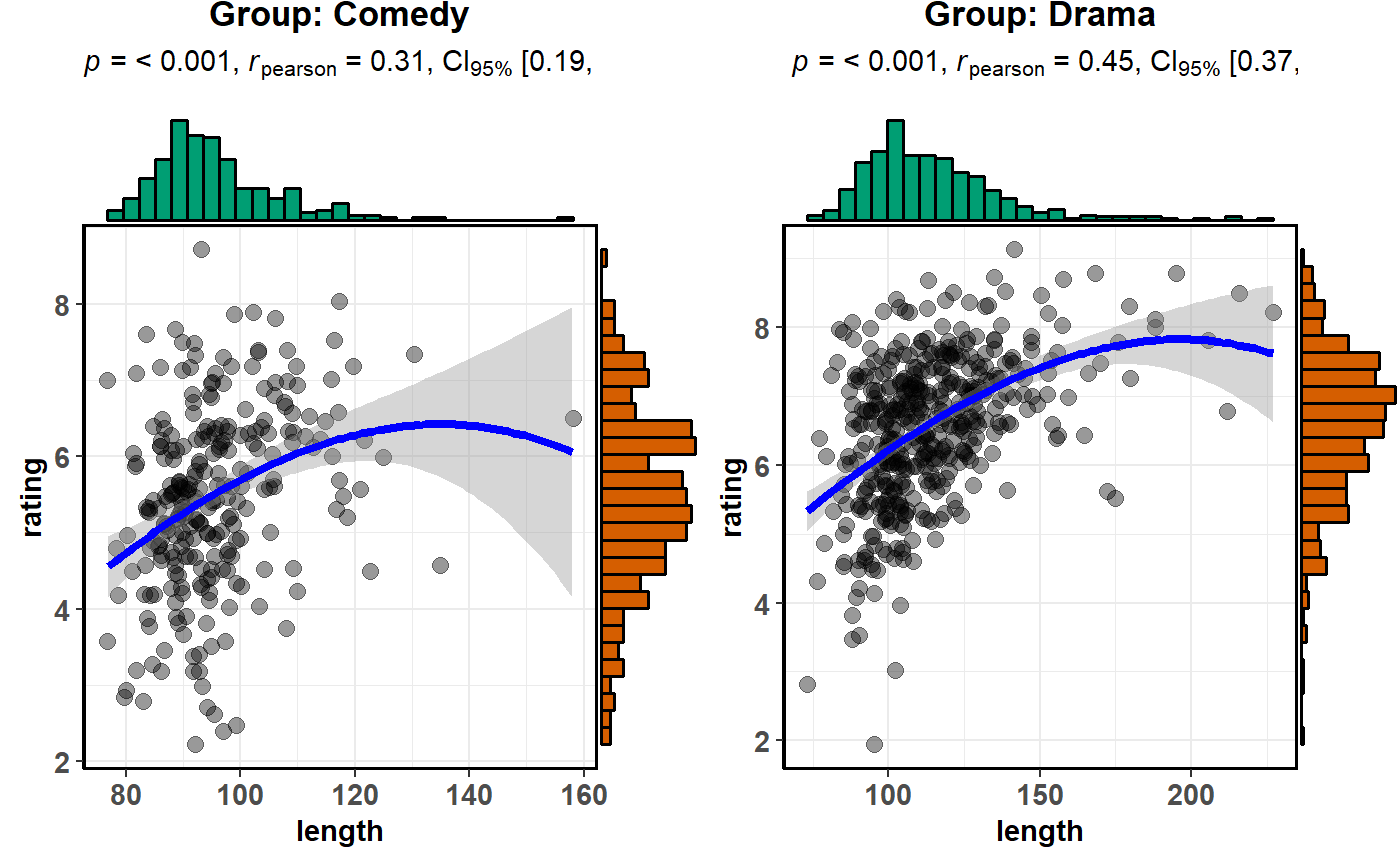 Group: Comedy
p = < 0.001, r pearson = 0.31, CI95% [0.19,
8
6
4
2
rating
80 100 120 140 160
length
Group: Drama
p = < 0.001, r pearson = 0.45, CI95% [0.37,
8
6
4
2
rating
100 150 200
length